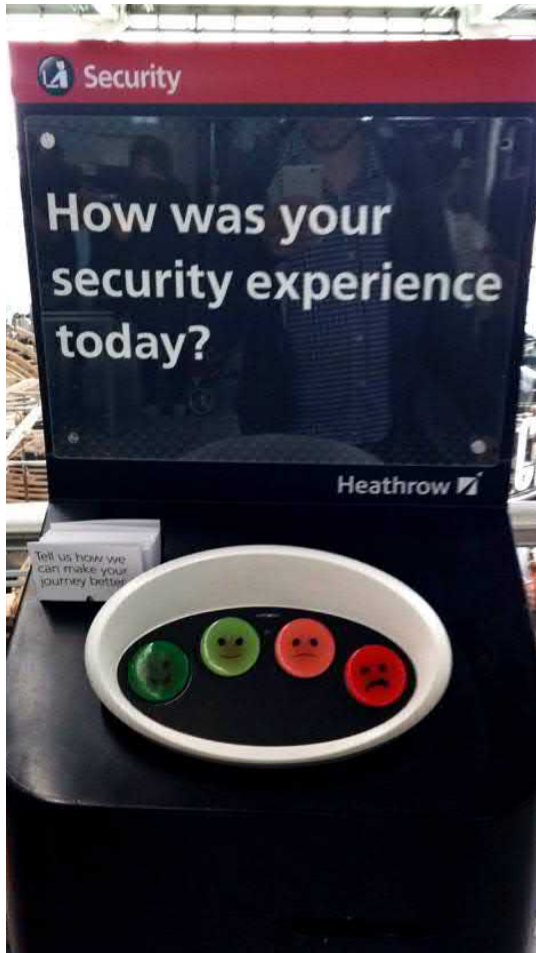 Security
How was your
security experience
today?
Heathrow
Tell us how we
can make your
journey better